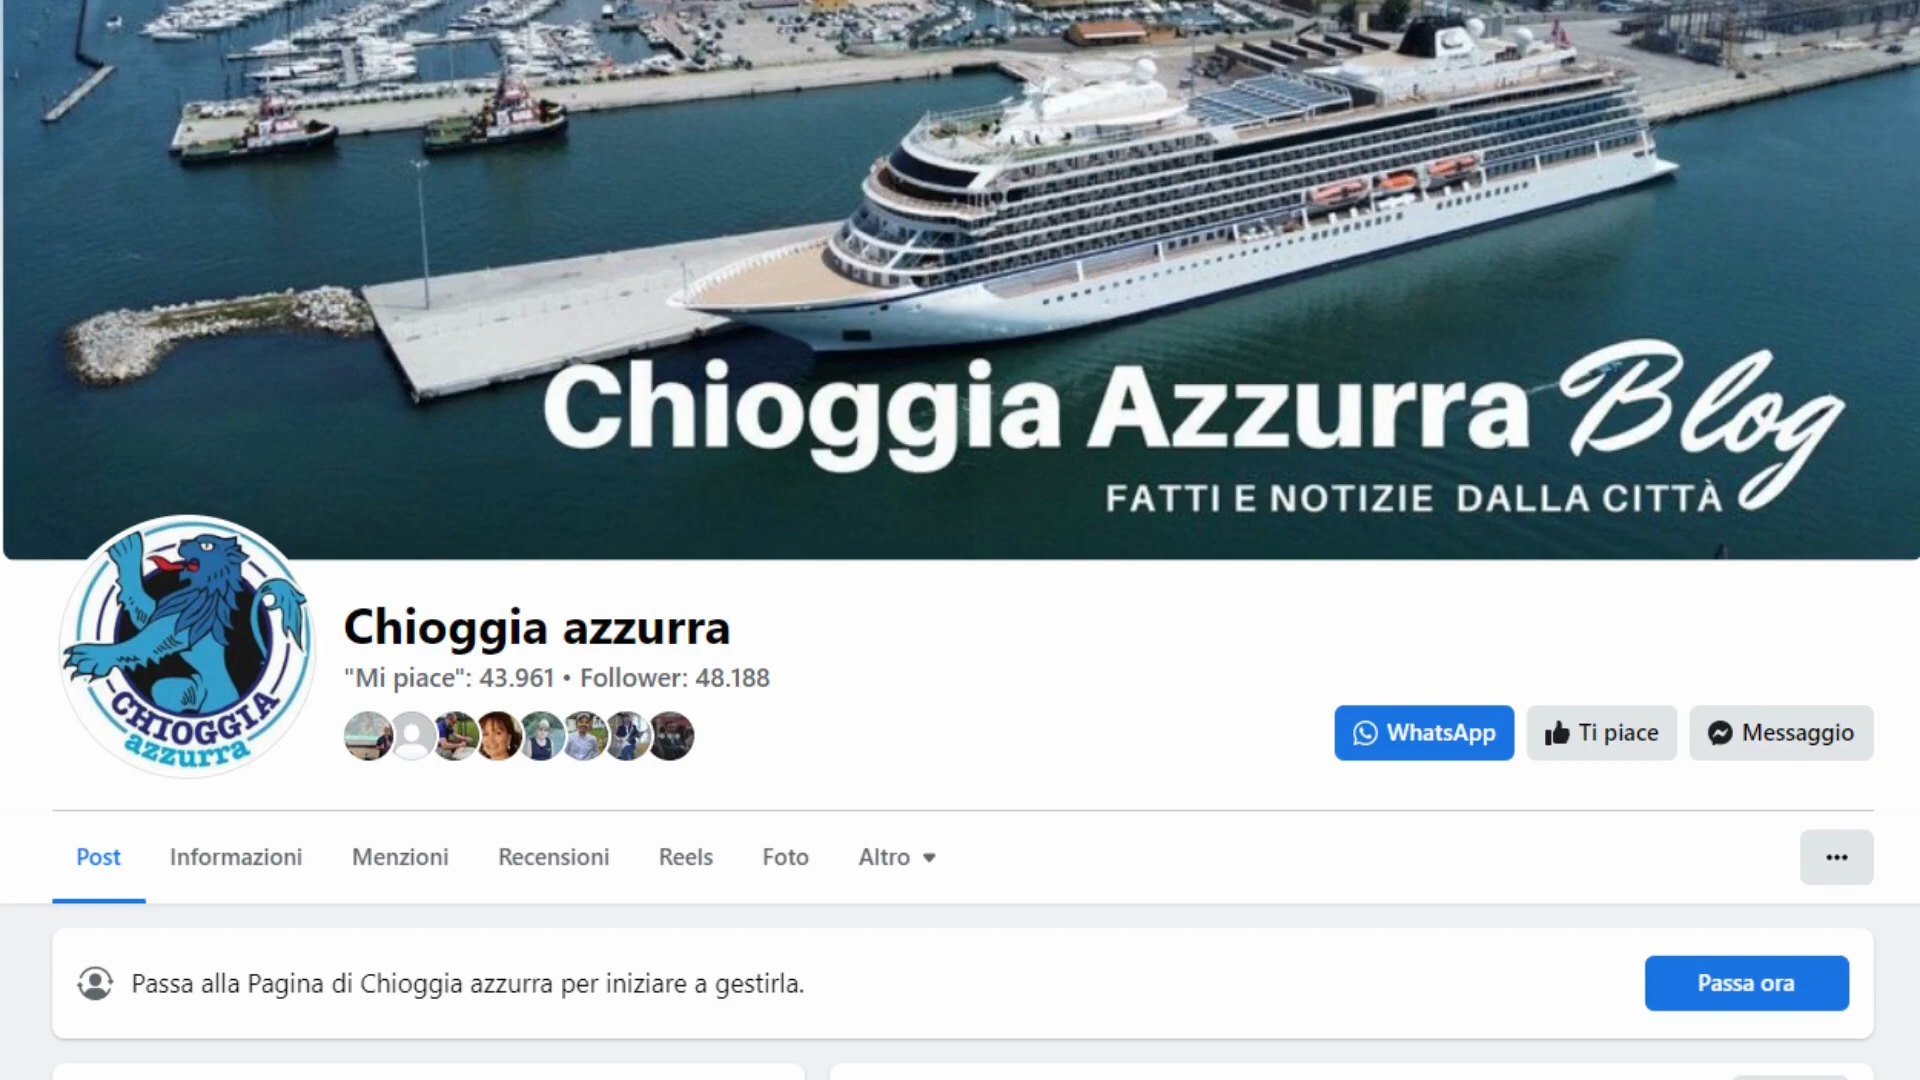 Chioggia Azzurra Blog
FATTI E NOTIZIE DALLA CITTÀ
CHIOGGIA
azzurra
Chioggia azzurra
"Mi piace": 43.961 • Follower: 48.188
WhatsApp
Ti piace
Messaggio
Post
Informazioni
Menzioni
Recensioni
Reels
Foto
Altro
Passa alla Pagina di Chioggia azzurra per iniziare a gestirla.
Passa ora